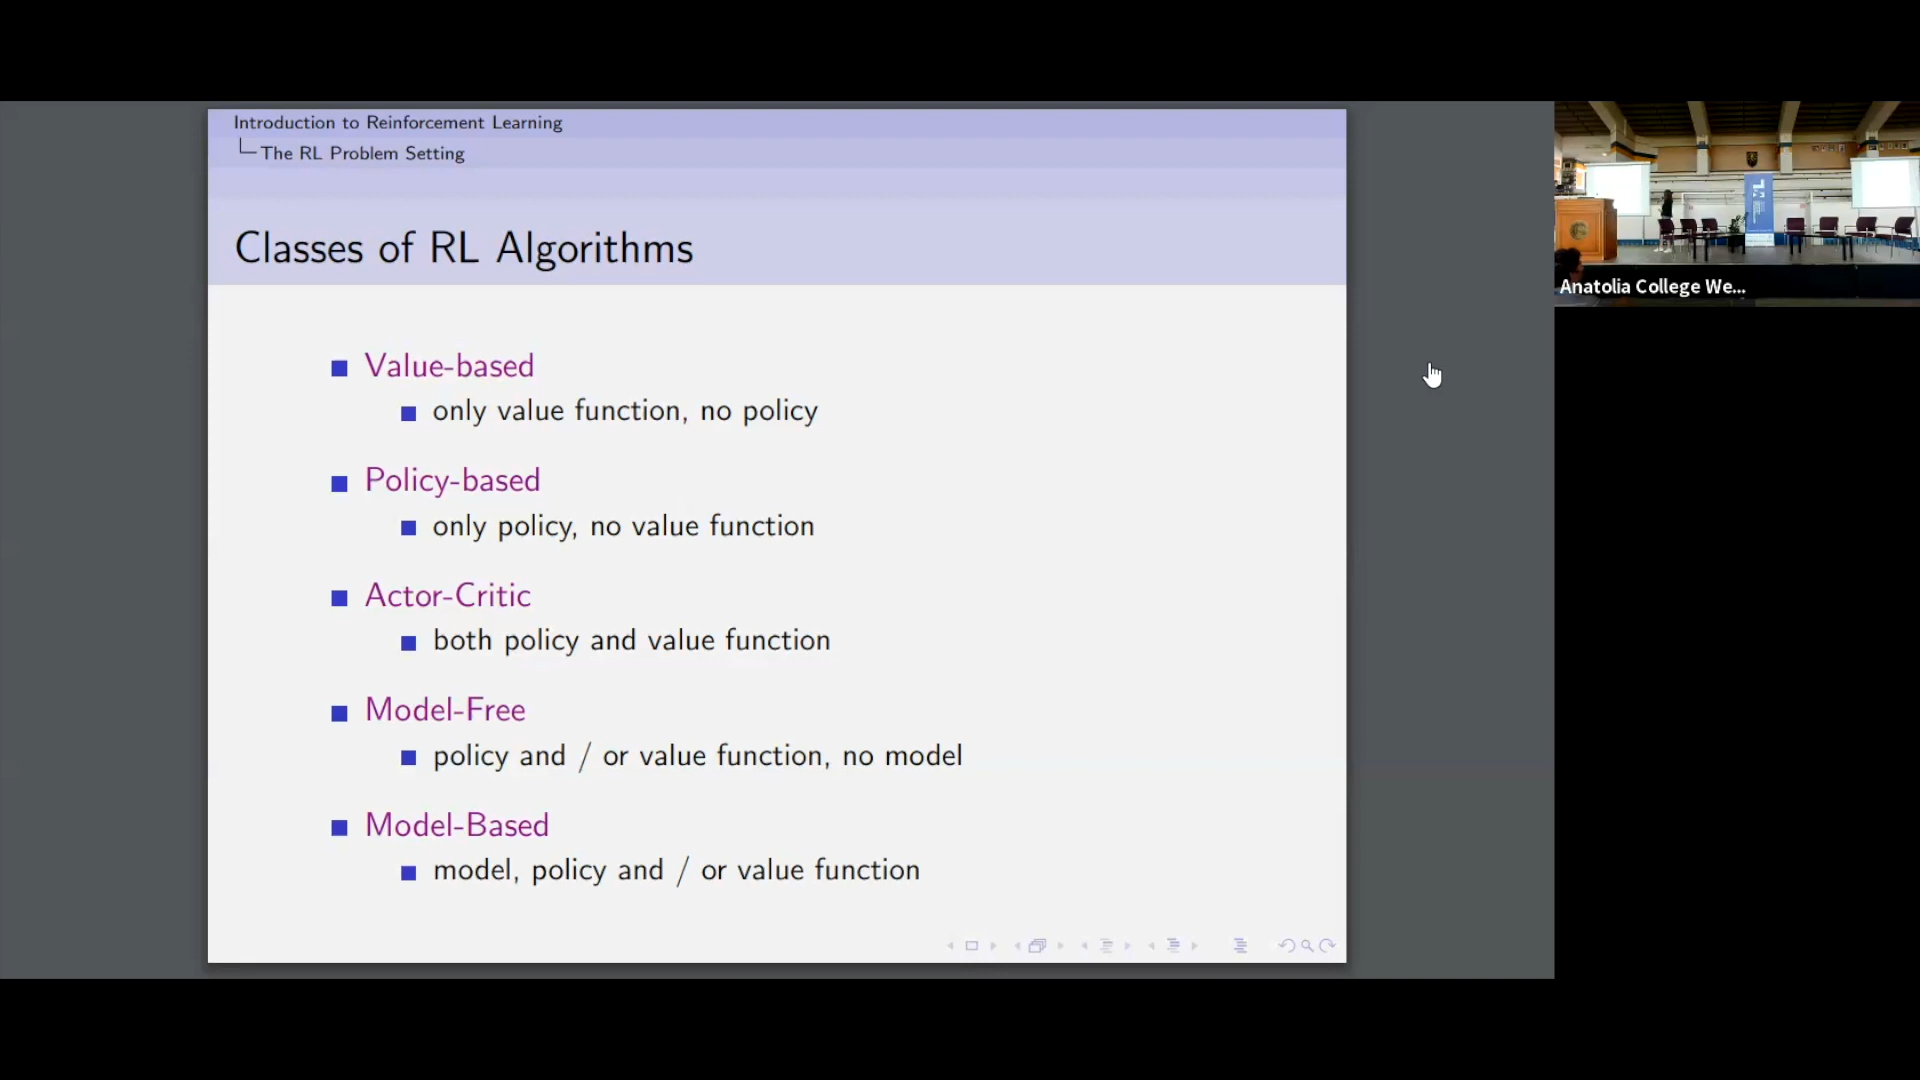 Introduction to Reinforcement Learning
The RL Problem Setting
Classes of RL Algorithms
Value-based
only value function, no policy
Policy-based
only policy, no value function
Actor-Critic
both policy and value function
Model-Free
policy and / or value function, no model
Model-Based
model, policy and / or value function
Anatolia College We...